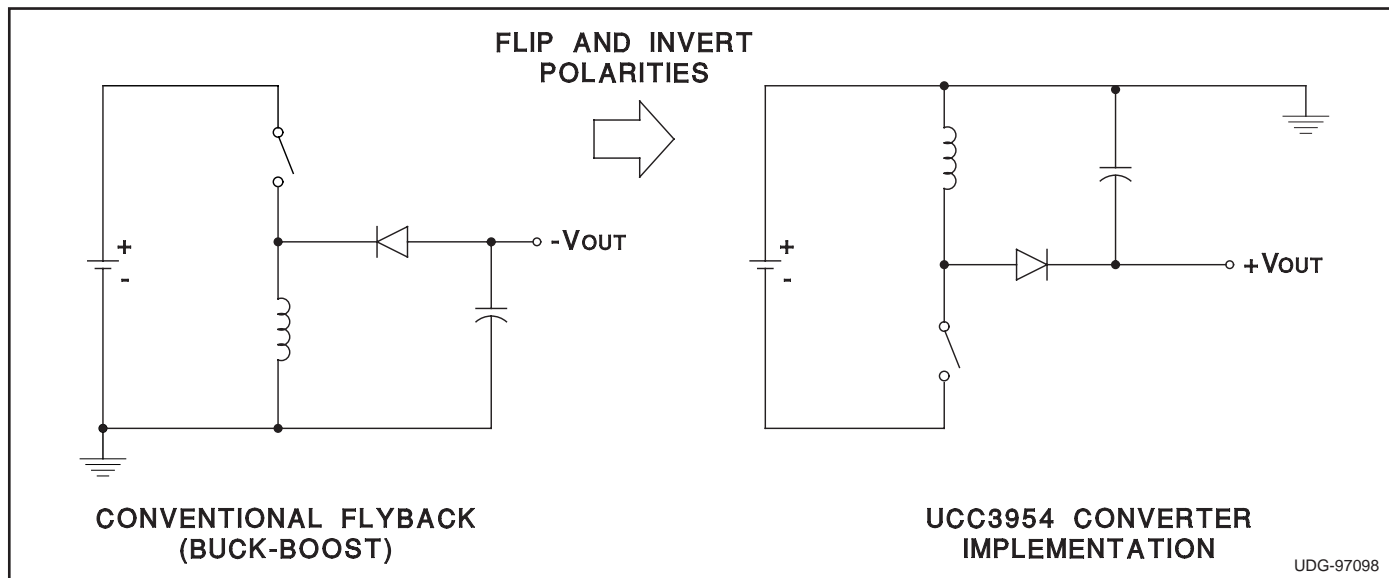 FLIP AND INVERT
POLARITIES
+
-
-VOUT
+
-
+VOUT
CONVENTIONAL FLYBACK
(BUCK-BOOST)
UCC3954 CONVERTER
IMPLEMENTATION
UDG-97098